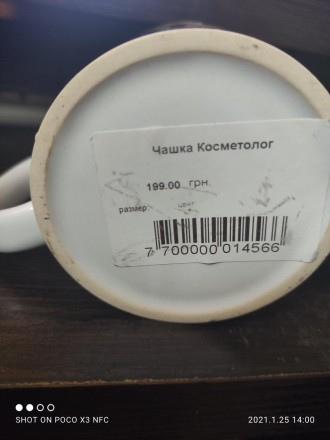 Чашка Косметолог
199.00 грн.
размер: цвет
7 700000 014566
SHOT ON POCO X3 NFC
2021.1.25 14:00